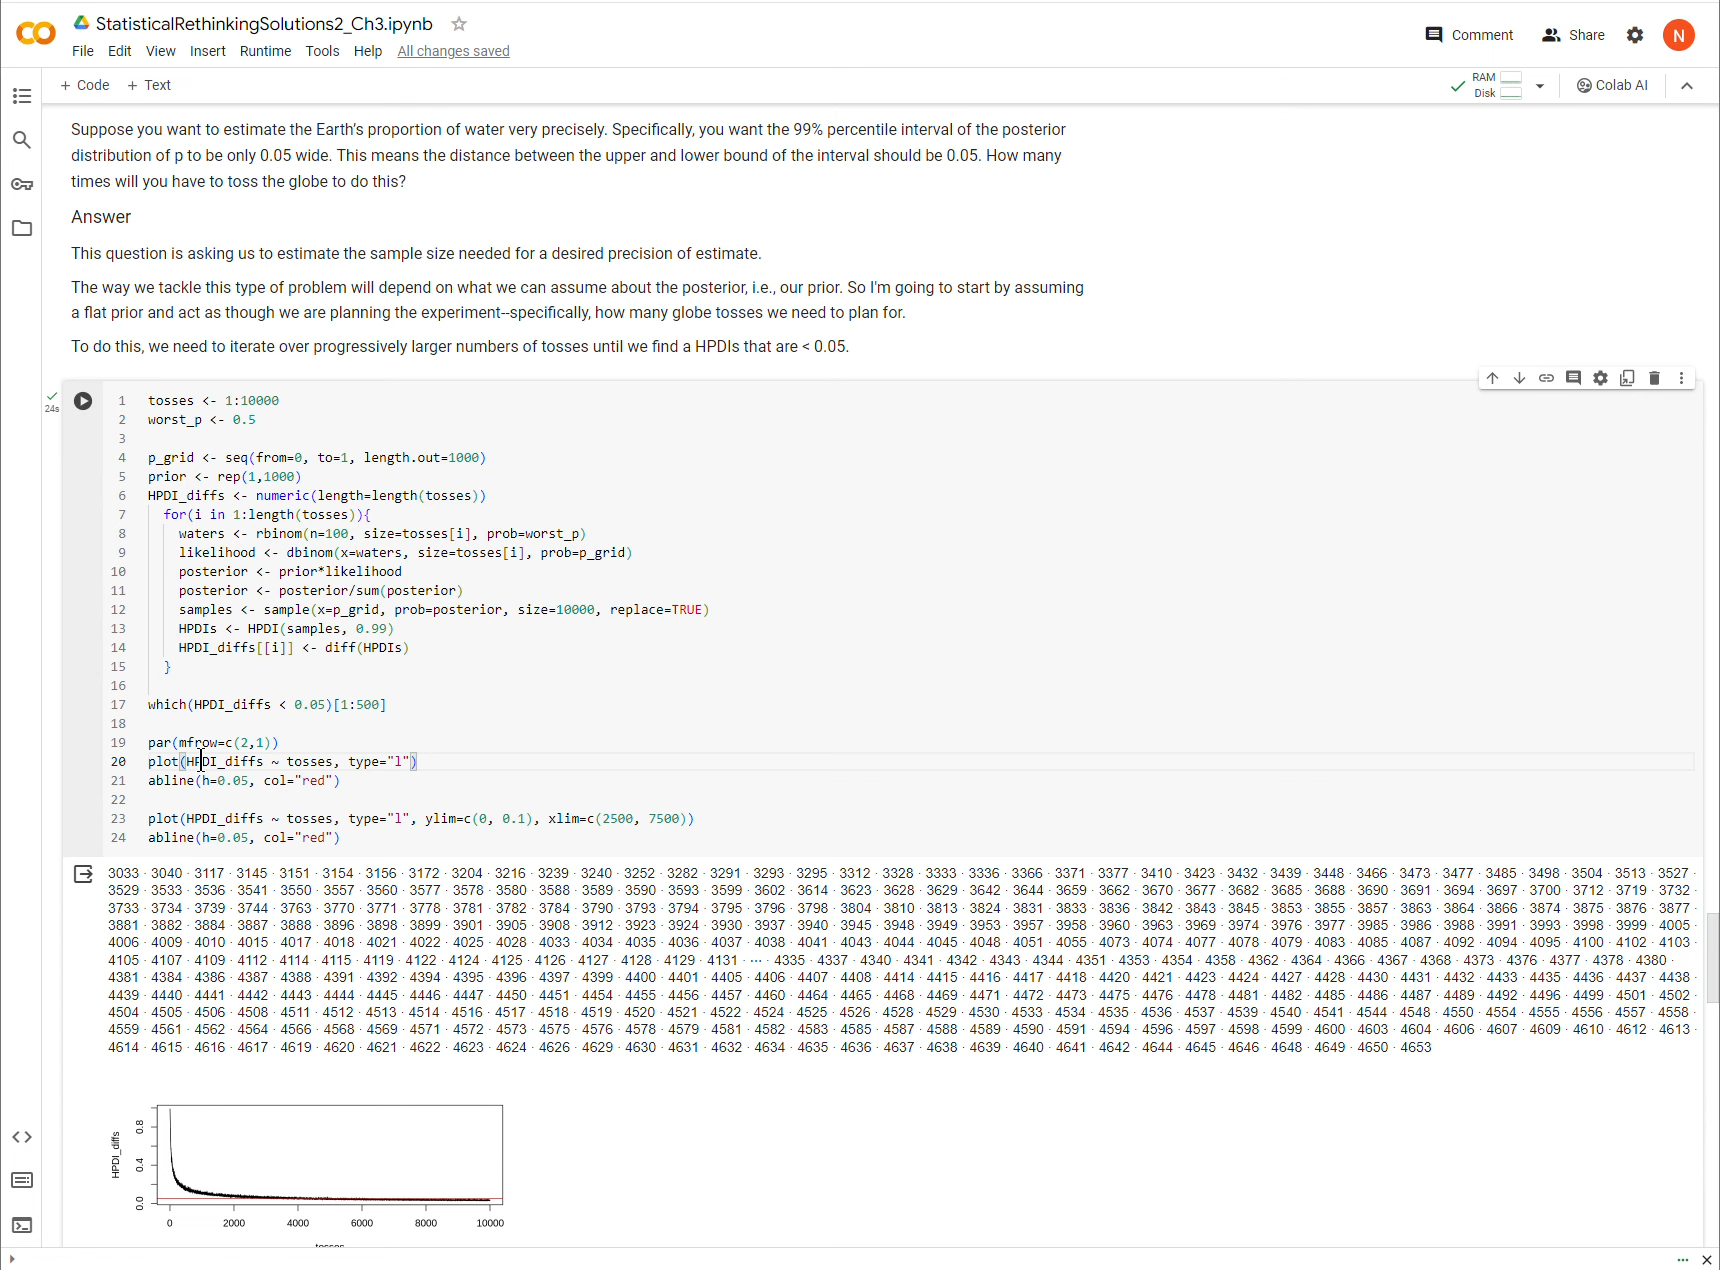 StatisticalRethinkingSolutions2_Ch3.ipynb
File Edit View Insert Runtime Tools Help All changes saved
Comment Share N
+ Code + Text
RAM
Disk
Colab AI
Suppose you want to estimate the Earth's proportion of water very precisely. Specifically, you want the 99% percentile interval of the posterior
distribution of p to be only 0.05 wide. This means the distance between the upper and lower bound of the interval should be 0.05. How many
times will you have to toss the globe to do this?
Answer
This question is asking us to estimate the sample size needed for a desired precision of estimate.
The way we tackle this type of problem will depend on what we can assume about the posterior, i.e., our prior. So I'm going to start by assuming
a flat prior and act as though we are planning the experiment--specifically, how many globe tosses we need to plan for.
To do this, we need to iterate over progressively larger numbers of tosses until we find a HPDIs that are < 0.05.
24s
1 tosses <- 1:10000
2 worst_p <- 0.5
3
4 p_grid <- seq(from=0, to=1, length.out=1000)
5 prior <- rep(1,1000)
6 HPDI_diffs <- numeric(length=length(tosses))
7 for(i in 1:length(tosses)){
8 waters <- rbinom(n=100, size=tosses[i], prob=worst_p)
9 likelihood <- dbinom(x=waters, size=tosses[i], prob=p_grid)
10 posterior <- prior*likelihood
11 posterior <- posterior/sum(posterior)
12 samples <- sample(x=p_grid, prob=posterior, size=10000, replace=TRUE)
13 HPDIs <- HPDI(samples, 0.99)
14 HPDI_diffs[[i]] <- diff(HPDIs)
15 }
16
17 which(HPDI_diffs < 0.05)[1:500]
18
19 par(mfrow=c(2,1))
20 plot(HPDI_diffs ~ tosses, type="l")
21 abline(h=0.05, col="red")
22
23 plot(HPDI_diffs ~ tosses, type="l", ylim=c(0, 0.1), xlim=c(2500, 7500))
24 abline(h=0.05, col="red")
3033 · 3040 · 3117 · 3145 · 3151 · 3154 · 3156 · 3172 · 3204 · 3216 · 3239 · 3240 · 3252 · 3282 · 3291 · 3293 · 3295 · 3312 · 3328 · 3333 · 3336 · 3366 · 3371 · 3377 · 3410 · 3423 · 3432 · 3439 · 3448 · 3466 · 3473 · 3477 · 3485 · 3498 · 3504 · 3513 · 3527 ·
3529 · 3533 · 3536 · 3541 · 3550 · 3557 · 3560 · 3577 · 3578 · 3580 · 3588 · 3589 · 3590 · 3593 · 3599 · 3602 · 3614 · 3623 · 3628 · 3629 · 3642 · 3644 · 3659 · 3662 · 3670 · 3677 · 3682 · 3685 · 3688 · 3690 · 3691 · 3694 · 3697 · 3700 · 3712 · 3719 · 3732 ·
3733 · 3734 · 3739 · 3744 · 3763 · 3770 · 3771 · 3778 · 3781 · 3782 · 3784 · 3790 · 3793 · 3794 · 3795 · 3796 · 3798 · 3804 · 3810 · 3813 · 3824 · 3831 · 3833 · 3836 · 3842 · 3843 · 3845 · 3853 · 3855 · 3857 · 3863 · 3864 · 3866 · 3874 · 3875 · 3876 · 3877 ·
3881 · 3882 · 3884 · 3887 · 3888 · 3896 · 3898 · 3899 · 3901 · 3905 · 3908 · 3912 · 3923 · 3924 · 3930 · 3937 · 3940 · 3945 · 3948 · 3949 · 3953 · 3957 · 3958 · 3960 · 3963 · 3969 · 3974 · 3976 · 3977 · 3985 · 3986 · 3988 · 3991 · 3993 · 3998 · 3999 · 4005 ·
4006 · 4009 · 4010 · 4015 · 4017 · 4018 · 4021 · 4022 · 4025 · 4028 · 4033 · 4034 · 4035 · 4036 · 4037 · 4038 · 4041 · 4043 · 4044 · 4045 · 4048 · 4051 · 4055 · 4073 · 4074 · 4077 · 4078 · 4079 · 4083 · 4085 · 4087 · 4092 · 4094 · 4095 · 4100 · 4102 · 4103 ·
4105 · 4107 · 4109 · 4112 · 4114 · 4115 · 4119 · 4122 · 4124 · 4125 · 4126 · 4127 · 4128 · 4129 · 4131 · ⋯ · 4335 · 4337 · 4340 · 4341 · 4342 · 4343 · 4344 · 4351 · 4353 · 4354 · 4358 · 4362 · 4364 · 4366 · 4367 · 4368 · 4373 · 4376 · 4377 · 4378 · 4380 ·
4381 · 4384 · 4386 · 4387 · 4388 · 4391 · 4392 · 4394 · 4395 · 4396 · 4397 · 4399 · 4400 · 4401 · 4405 · 4406 · 4407 · 4408 · 4414 · 4415 · 4416 · 4417 · 4418 · 4420 · 4421 · 4423 · 4424 · 4427 · 4428 · 4430 · 4431 · 4432 · 4433 · 4435 · 4436 · 4437 · 4438 ·
4439 · 4440 · 4441 · 4442 · 4443 · 4444 · 4445 · 4446 · 4447 · 4450 · 4451 · 4454 · 4455 · 4456 · 4457 · 4460 · 4464 · 4465 · 4468 · 4469 · 4471 · 4472 · 4473 · 4475 · 4476 · 4478 · 4481 · 4482 · 4485 · 4486 · 4487 · 4489 · 4492 · 4496 · 4499 · 4501 · 4502 ·
4504 · 4505 · 4506 · 4508 · 4511 · 4512 · 4513 · 4514 · 4516 · 4517 · 4518 · 4519 · 4520 · 4521 · 4522 · 4524 · 4525 · 4526 · 4528 · 4529 · 4530 · 4533 · 4534 · 4535 · 4536 · 4537 · 4539 · 4540 · 4541 · 4544 · 4548 · 4550 · 4554 · 4555 · 4556 · 4557 · 4558 ·
4559 · 4561 · 4562 · 4564 · 4566 · 4568 · 4569 · 4571 · 4572 · 4573 · 4575 · 4576 · 4578 · 4579 · 4581 · 4582 · 4583 · 4585 · 4587 · 4588 · 4589 · 4590 · 4591 · 4594 · 4596 · 4597 · 4598 · 4599 · 4600 · 4603 · 4604 · 4606 · 4607 · 4609 · 4610 · 4612 · 4613 ·
4614 · 4615 · 4616 · 4617 · 4619 · 4620 · 4621 · 4622 · 4623 · 4624 · 4626 · 4629 · 4630 · 4631 · 4632 · 4634 · 4635 · 4636 · 4637 · 4638 · 4639 · 4640 · 4641 · 4642 · 4644 · 4645 · 4646 · 4648 · 4649 · 4650 · 4653
HPDI_diffs
0.8
0.4
0.0
0 2000 4000 6000 8000 10000
tosses